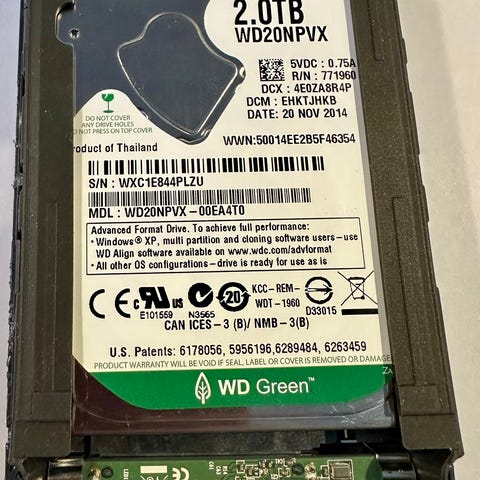 2.0TB
WD20NPVX
5VDC : 0.75A
R/N : 771960
DCX : 4E0ZA8R4P
DCM : EHKTJHKB
DATE: 20 NOV 2014
DO NOT COVER
ANY DRIVE HOLES
DO NOT PRESS ON TOP COVER
WWN:50014EE2B5F46354
roduct of Thailand
S/N : WXC1E844PLZU
MDL : WD20NPVX-00EA4T0
Advanced Format Drive. To achieve full performance:
• Windows® XP, multi partition and cloning software users - use
WD Align software available on www.wdc.com/advformat
• All other OS configurations - drive is ready for use as is
CE c UR us N 20 KCC-REM-
WDT-1960
E101559 N3565 D33015
CAN ICES-3 (B)/ NMB-3(B)
U.S. Patents: 6178056, 5956196,6289484, 6263459
PRODUCT WARRANTY WILL BE VOID IF SEAL, LABEL OR COVER IS REMOVED OR DAMAGE
WD Green™
CE